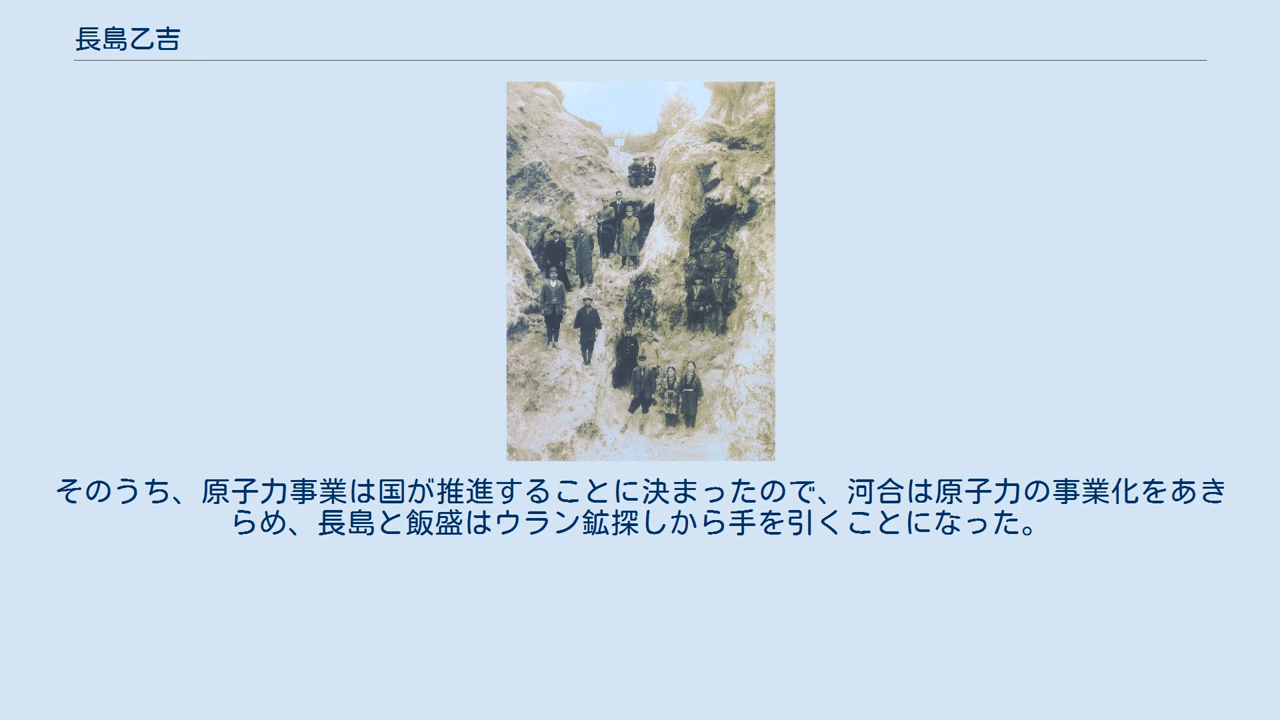 長島乙吉
そのうち、原子力事業は国が推進することに決まったので、河合は原子力の事業化をあき
らめ、長島と飯盛はウラン鉱探しから手を引くことになった。